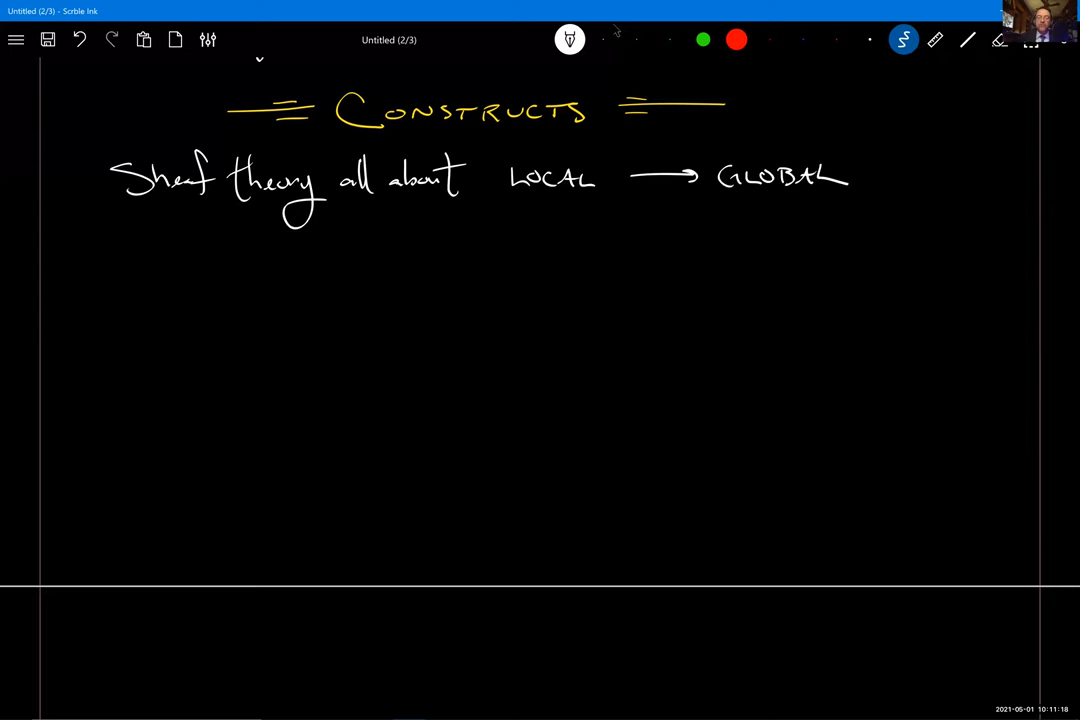 Untitled (2/3) - Scrble Ink
Untitled (2/3)
CONSTRUCTS
Sheaf theory all about LOCAL → GLOBAL
2021-05-01 10:11:18